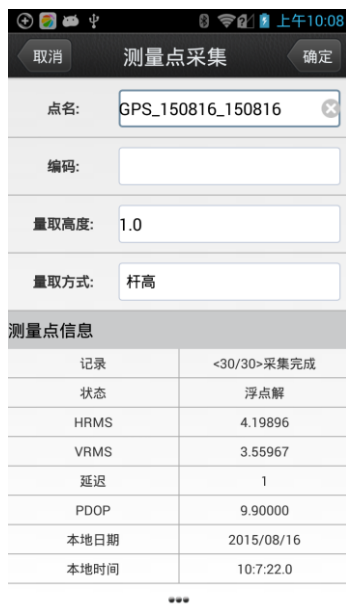 上午10:08
取消 测量点采集 确定
点名: GPS_150816_150816
编码:
量取高度: 1.0
量取方式: 杆高
测量点信息
记录 <30/30>采集完成
状态 浮点解
HRMS 4.19896
VRMS 3.55967
延迟 1
PDOP 9.90000
本地日期 2015/08/16
本地时间 10:7:22.0